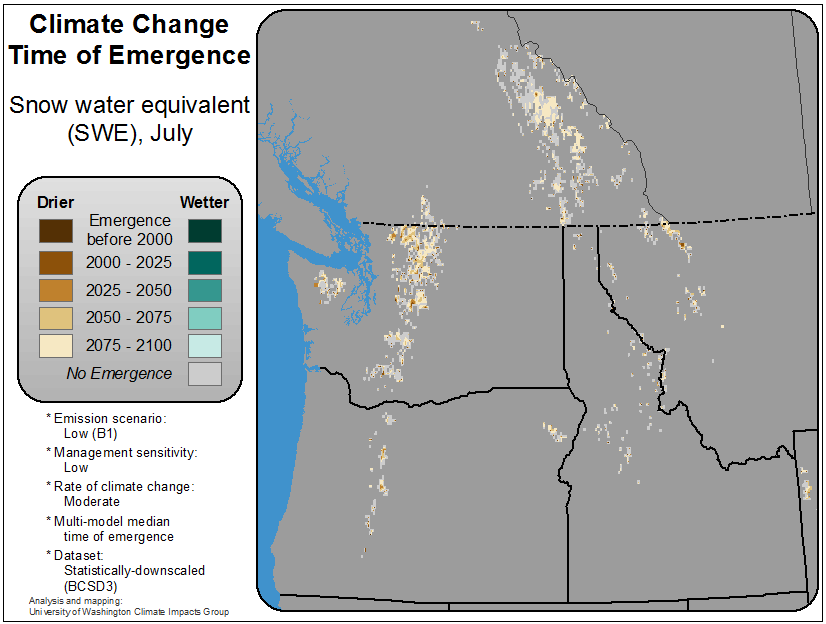 Climate Change
Time of Emergence
Snow water equivalent
(SWE), July
Drier Wetter
Emergence
before 2000
2000 - 2025
2025 - 2050
2050 - 2075
2075 - 2100
No Emergence
* Emission scenario:
Low (B1)
* Management sensitivity:
Low
* Rate of climate change:
Moderate
* Multi-model median
time of emergence
* Dataset:
Statistically-downscaled
(BCSD3)
Analysis and mapping:
University of Washington Climate Impacts Group